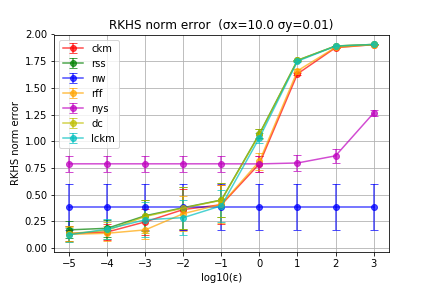 RKHS norm error (σx=10.0 σy=0.01)
RKHS norm error
2.00
1.75
1.50
1.25
1.00
0.75
0.50
0.25
0.00
ckm
rss
nw
rff
nys
dc
lckm
−5 −4 −3 −2 −1 0 1 2 3
log10(ε)